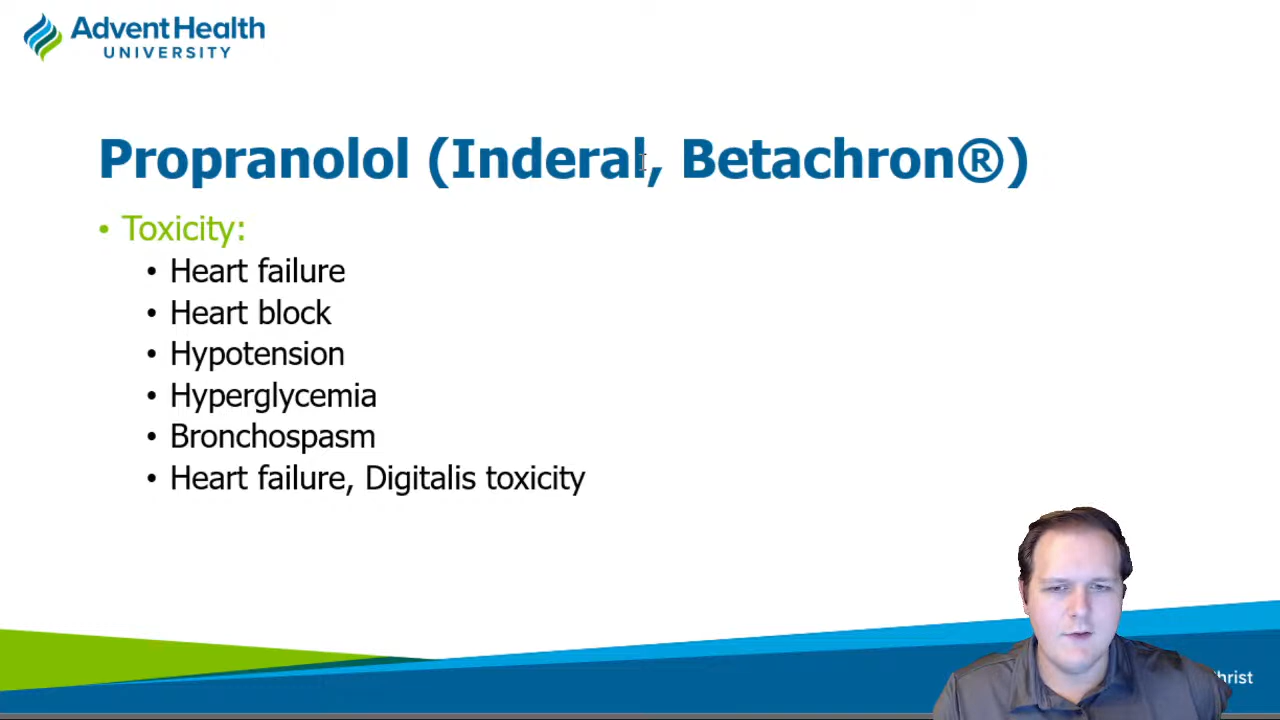 AdventHealth
UNIVERSITY
Propranolol (Inderal, Betachron®)
• Toxicity:
• Heart failure
• Heart block
• Hypotension
• Hyperglycemia
• Bronchospasm
• Heart failure, Digitalis toxicity